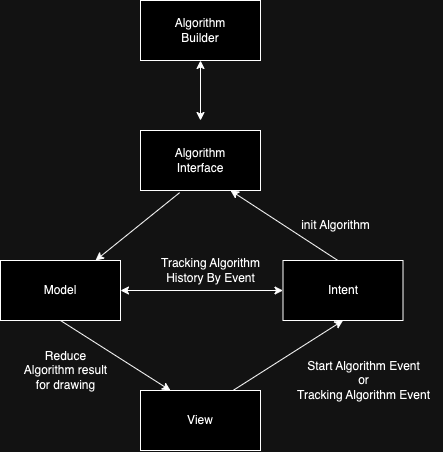 Algorithm
Builder
Algorithm
Interface
init Algorithm
Tracking Algorithm
History By Event
Model
Intent
Reduce
Algorithm result
for drawing
Start Algorithm Event
or
Tracking Algorithm Event
View